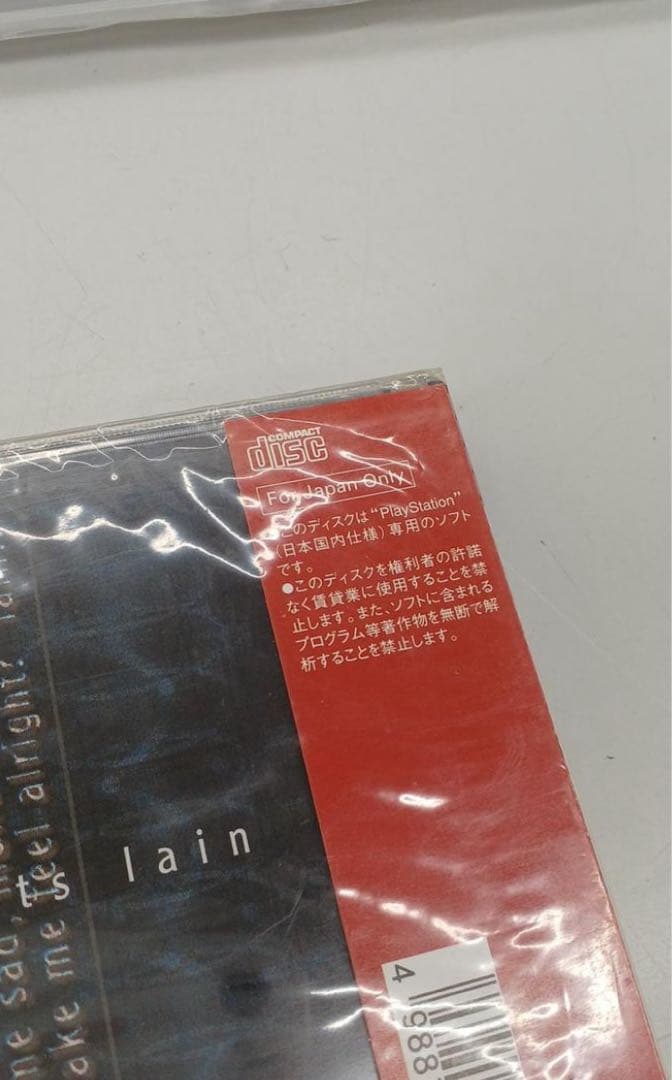 COMPACT
disc
For Japan Only
このディスクは“PlayStation”
(日本国内仕様)専用のソフト
です。
●このディスクを権利者の許諾
なく賃貸業に使用することを禁
止します。また、ソフトに含まれる
プログラム等著作物を無断で解
析することを禁止します。
ts lain
feel alright?
ake me
ne sad,
4 988